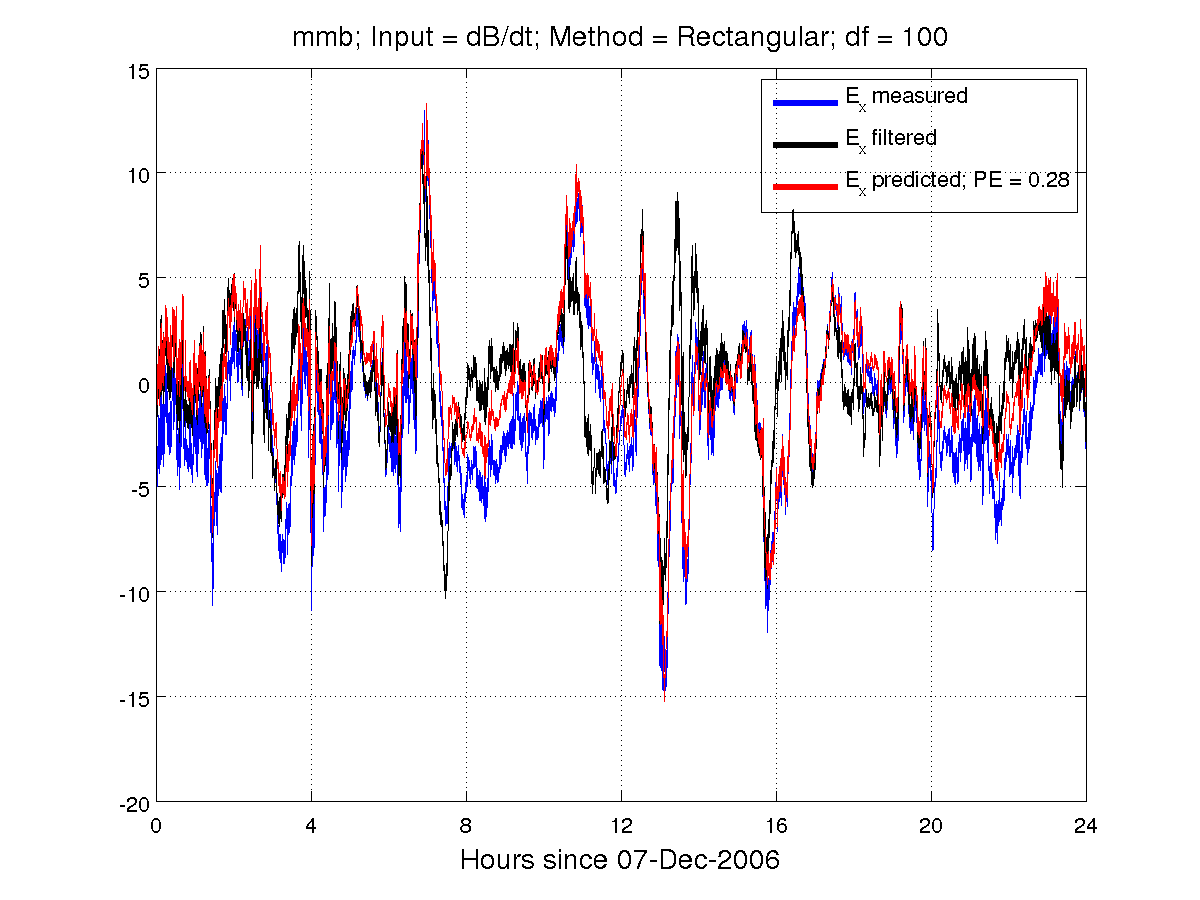 mmb; Input = dB/dt; Method = Rectangular; df = 100
15
10
5
0
-5
-10
-15
-20
Ex measured
Ex filtered
Ex predicted; PE = 0.28
0 4 8 12 16 20 24
Hours since 07-Dec-2006